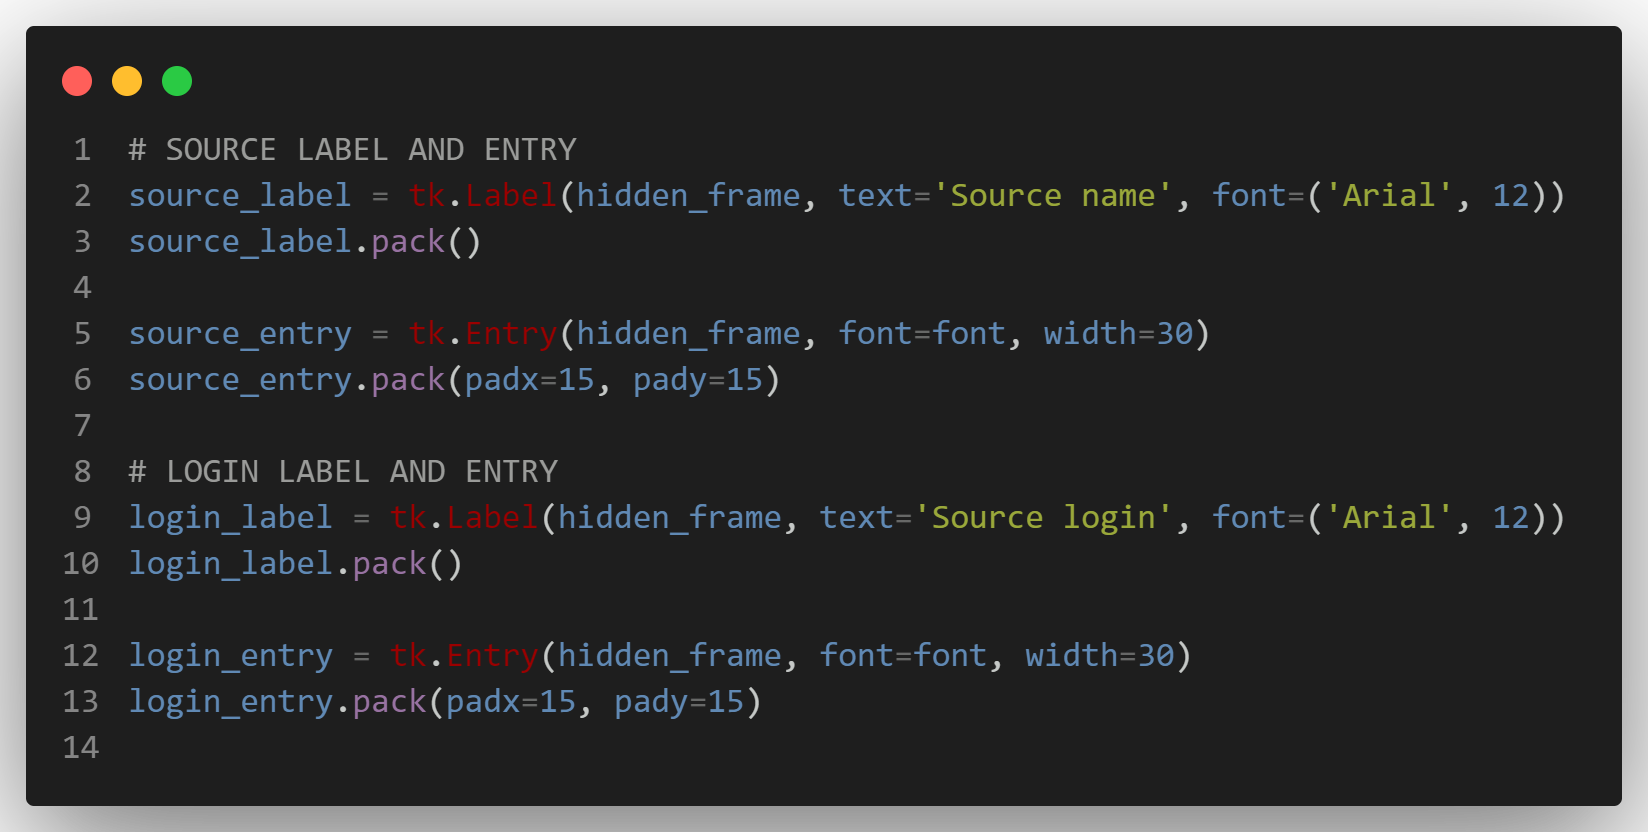 1 # SOURCE LABEL AND ENTRY
2 source_label = tk.Label(hidden_frame, text='Source name', font=('Arial', 12))
3 source_label.pack()
4
5 source_entry = tk.Entry(hidden_frame, font=font, width=30)
6 source_entry.pack(padx=15, pady=15)
7
8 # LOGIN LABEL AND ENTRY
9 login_label = tk.Label(hidden_frame, text='Source login', font=('Arial', 12))
10 login_label.pack()
11
12 login_entry = tk.Entry(hidden_frame, font=font, width=30)
13 login_entry.pack(padx=15, pady=15)
14